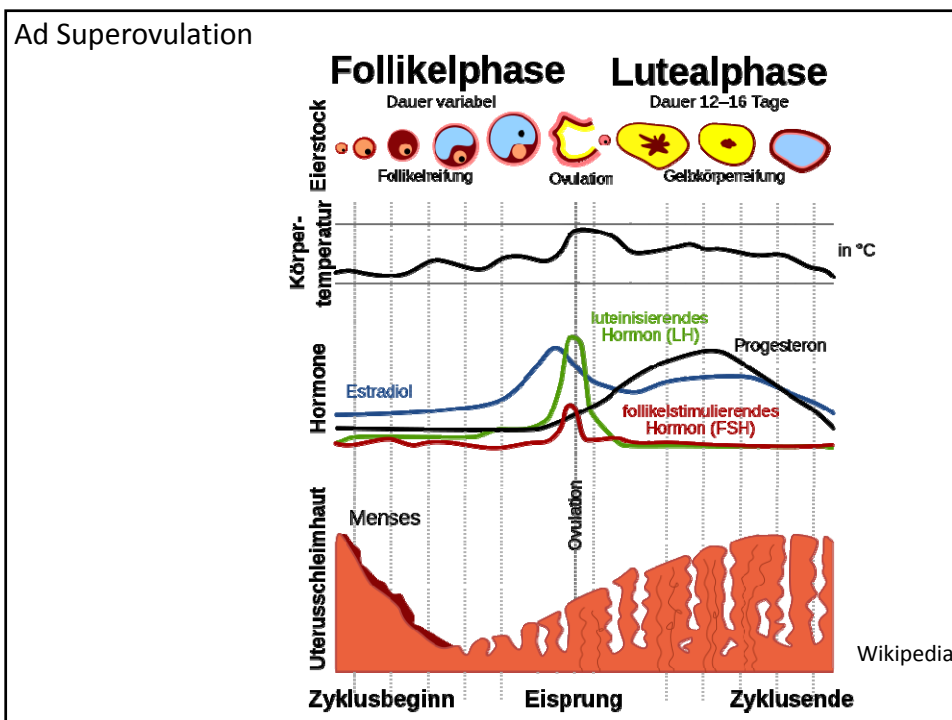 Ad Superovulation
Follikelphase
Lutealphase
Dauer variabel
Dauer 12–16 Tage
Eierstock
Follikelreifung
Ovulation
Gelbkörperreifung
Körper-
temperatur
in °C
Hormone
luteinisierendes
Hormon (LH)
Progesteron
Estradiol
follikelstimulierendes
Hormon (FSH)
Uterusschleimhaut
Menses
Ovulation
Wikipedia
Zyklusbeginn
Eisprung
Zyklusende